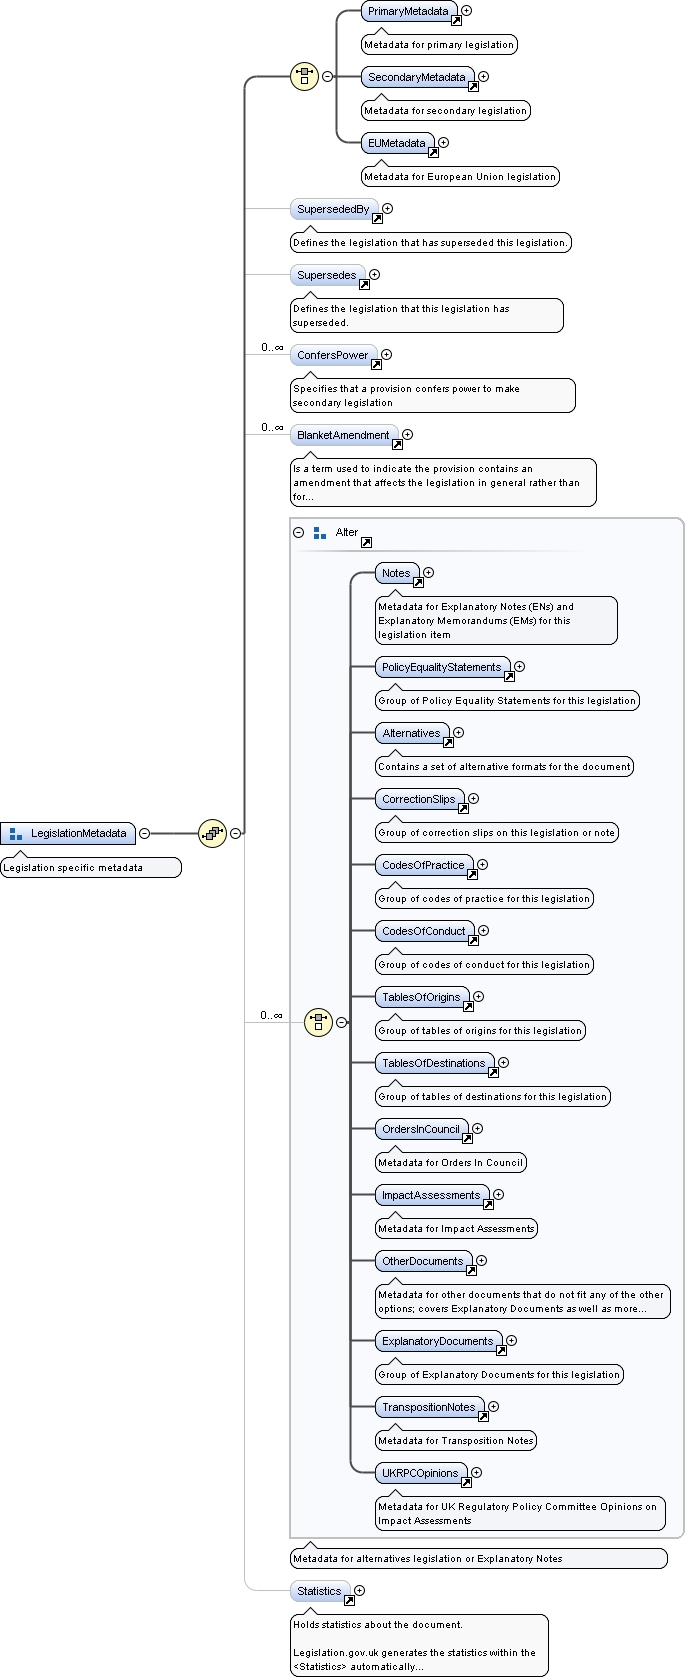 PrimaryMetadata
Metadata for primary legislation
SecondaryMetadata
Metadata for secondary legislation
EUMetadata
Metadata for European Union legislation
SupersededBy
Defines the legislation that has superseded this legislation.
Supersedes
Defines the legislation that this legislation has
superseded.
0..∞
ConfersPower
Specifies that a provision confers power to make
secondary legislation
0..∞
BlanketAmendment
Is a term used to indicate the provision contains an
amendment that affects the legislation in general rather than
for...
Alter
Notes
Metadata for Explanatory Notes (ENs) and
Explanatory Memorandums (EMs) for this
legislation item
PolicyEqualityStatements
Group of Policy Equality Statements for this legislation
Alternatives
Contains a set of alternative formats for the document
CorrectionSlips
Group of correction slips on this legislation or note
LegislationMetadata
Legislation specific metadata
CodesOfPractice
Group of codes of practice for this legislation
CodesOfConduct
Group of codes of conduct for this legislation
TablesOfOrigins
0..∞
Group of tables of origins for this legislation
TablesOfDestinations
Group of tables of destinations for this legislation
OrdersInCouncil
Metadata for Orders In Council
ImpactAssessments
Metadata for Impact Assessments
OtherDocuments
Metadata for other documents that do not fit any of the other
options; covers Explanatory Documents as well as more...
ExplanatoryDocuments
Group of Explanatory Documents for this legislation
TranspositionNotes
Metadata for Transposition Notes
UKRPCOpinions
Metadata for UK Regulatory Policy Committee Opinions on
Impact Assessments
Metadata for alternatives legislation or Explanatory Notes
Statistics
Holds statistics about the document.
Legislation.gov.uk generates the statistics within the
<Statistics> automatically...